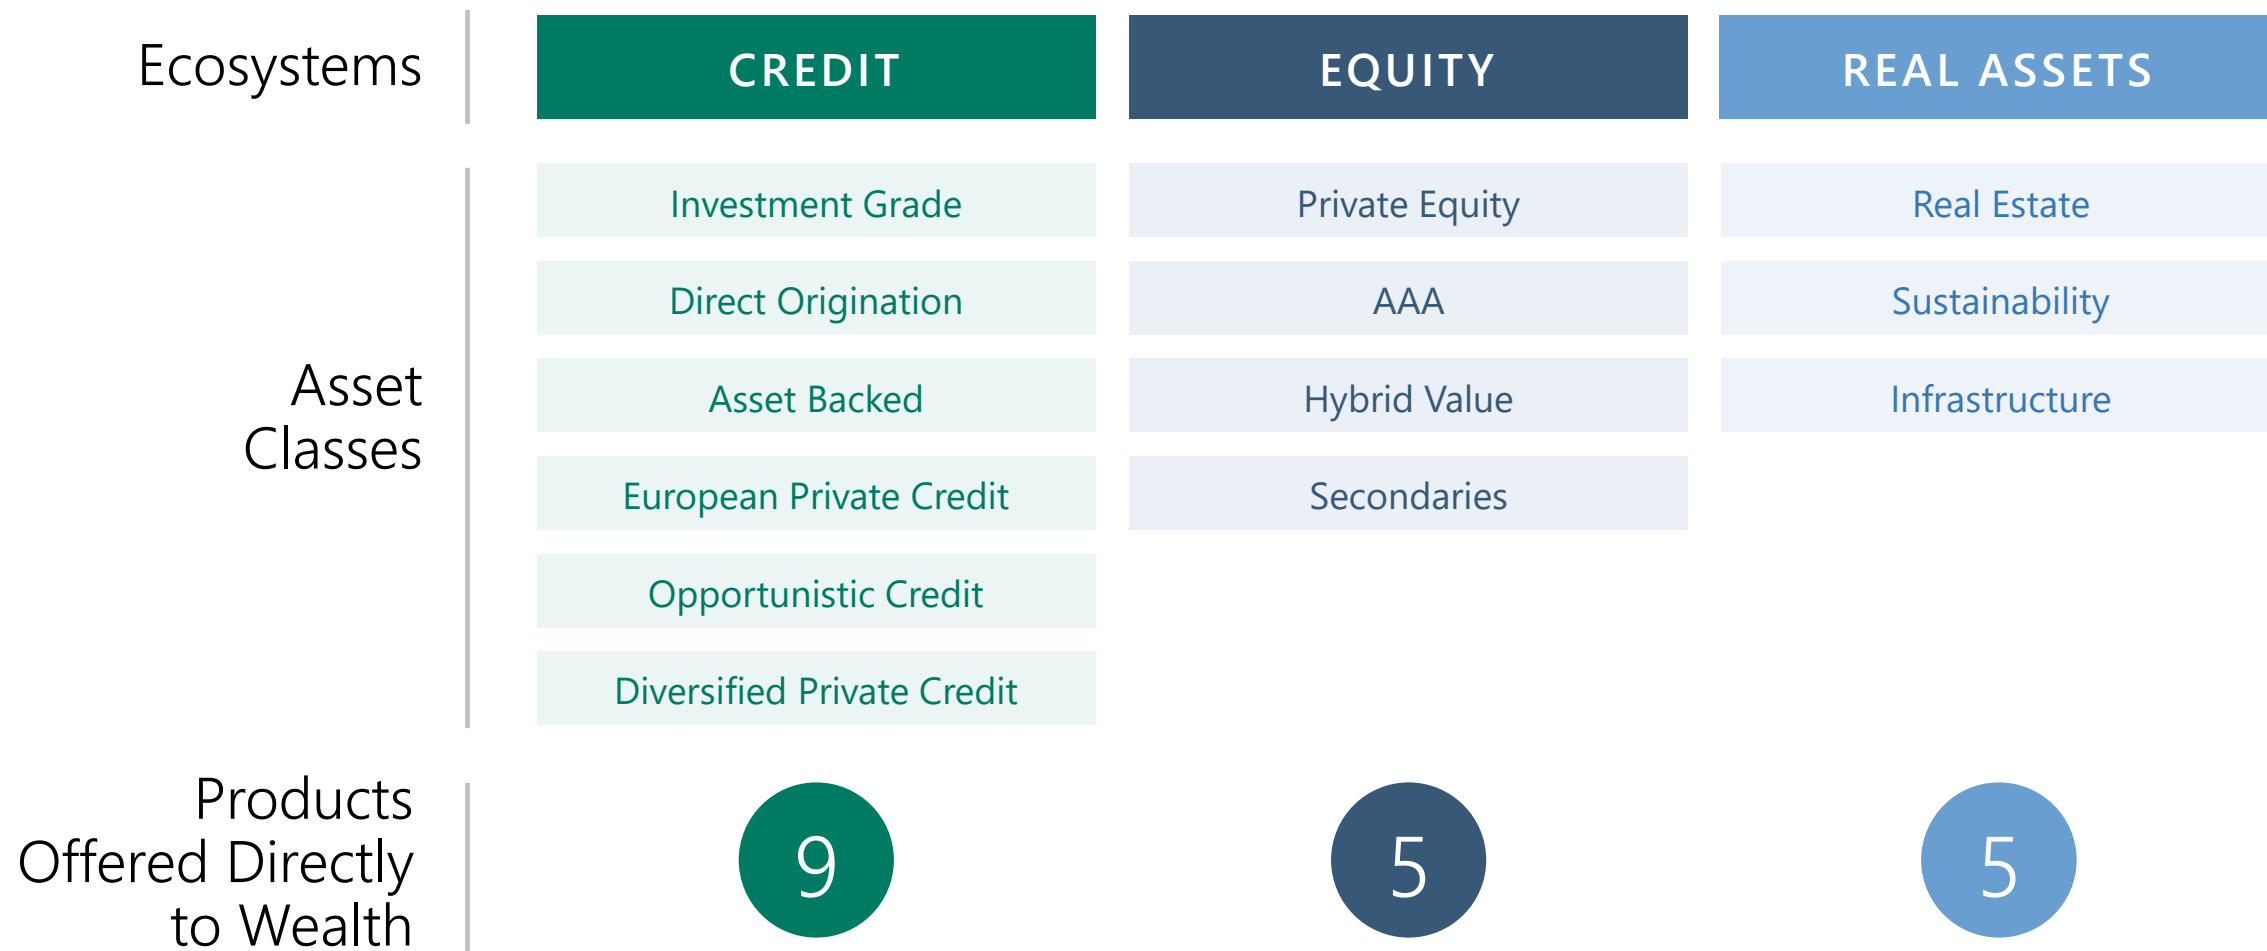 Ecosystems
CREDIT
EQUITY
REAL ASSETS
Asset
Classes
Investment Grade
Private Equity
Real Estate
Direct Origination
AAA
Sustainability
Asset Backed
Hybrid Value
Infrastructure
European Private Credit
Secondaries
Opportunistic Credit
Diversified Private Credit
Products
Offered Directly
to Wealth
9
5
5